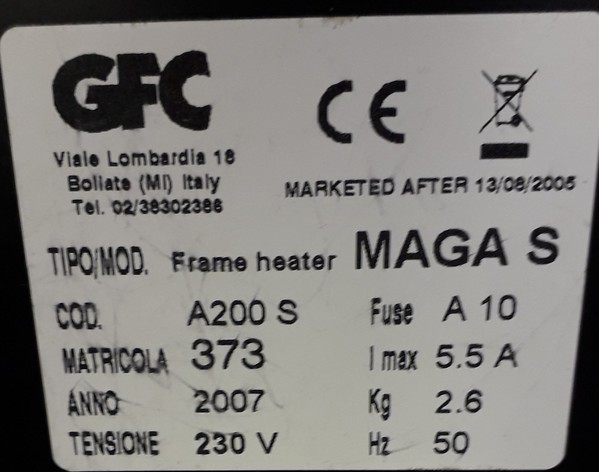 GFC
CE
Viale Lombardia 18
Bollate (MI) Italy
Tel. 02/38302386
MARKETED AFTER 13/08/2005
TIPO/MOD. Frame heater MAGA S
COD. A200 S Fuse A 10
MATRICOLA 373 I max 5.5 A
ANNO 2007 Kg 2.6
TENSIONE 230 V Hz 50